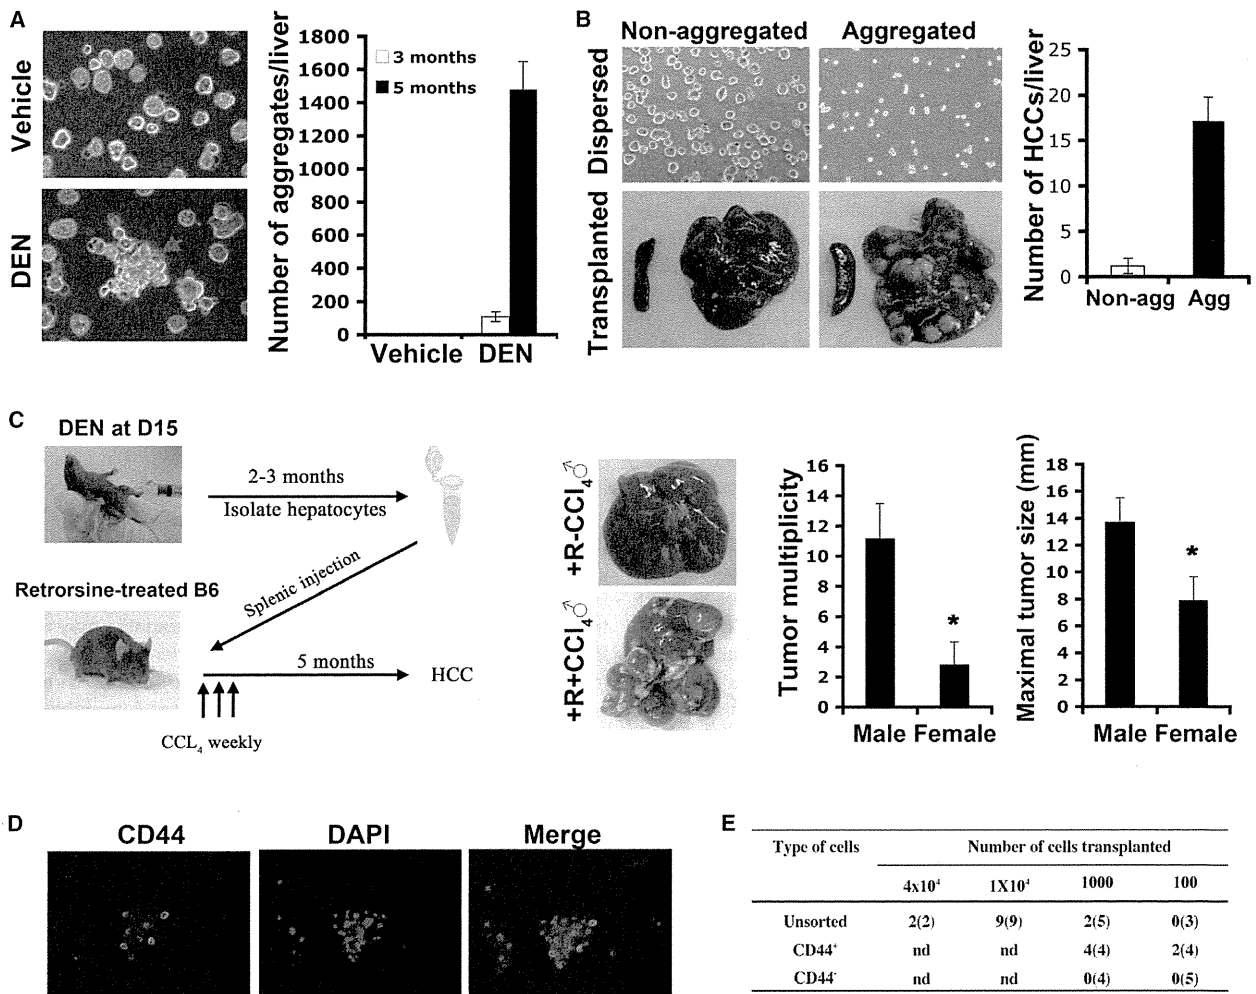 A
Vehicle
DEN
Number of aggregates/liver
1800
1600
1400
1200
1000
800
600
400
200
0
3 months
5 months
Vehicle DEN
B
Non-aggregated Aggregated
Dispersed
Transplanted
Number of HCCs/liver
25
20
15
10
5
0
Non-agg Agg
C
DEN at D15
2-3 months
Isolate hepatocytes
Splenic injection
Retrorsine-treated B6
5 months
HCC
CCL4 weekly
+R-CCl4♂
+R+CCl4♂
Tumor multiplicity
16
14
12
10
8
6
4
2
0
*
Male Female
Maximal tumor size (mm)
18
16
14
12
10
8
6
4
2
0
*
Male Female
D
CD44 DAPI Merge
E
Type of cells Number of cells transplanted
4x10⁴ 1X10⁴ 1000 100
Unsorted 2(2) 9(9) 2(5) 0(3)
CD44⁺ nd nd 4(4) 2(4)
CD44⁻ nd nd 0(4) 0(5)